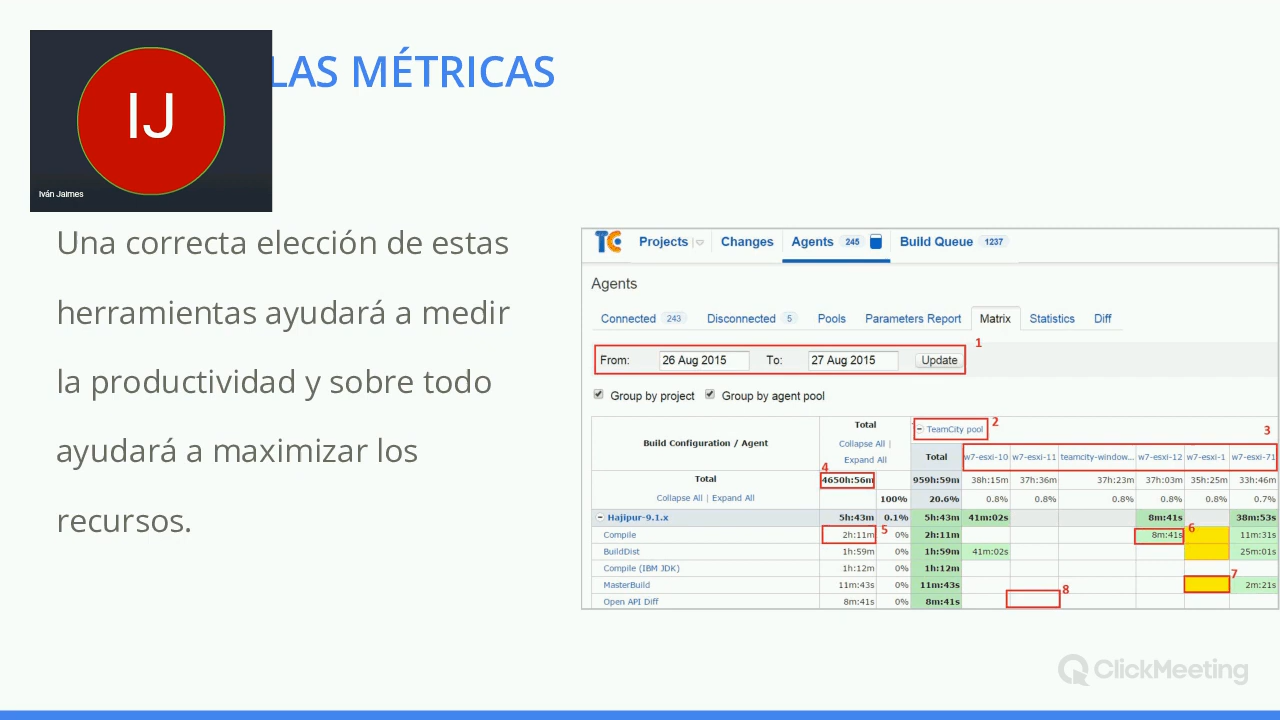 IJ
Iván Jaimes
LAS MÉTRICAS
Una correcta elección de estas
herramientas ayudará a medir
la productividad y sobre todo
ayudará a maximizar los
recursos.
TC Projects Changes Agents 245 Build Queue 1237
Agents
Connected 243 Disconnected 5 Pools Parameters Report Matrix Statistics Diff
1
From: 26 Aug 2015 To: 27 Aug 2015 Update
Group by project Group by agent pool
Build Configuration / Agent Total Collapse All | Expand All TeamCity pool 2 3
Total w7-esxi-10 w7-esxi-11 teamcity-window... w7-esxi-12 w7-esxi-1 w7-esxi-71
4
Total 4650h:56m 959h:59m 38h:15m 37h:36m 37h:23m 37h:03m 35h:25m 33h:46m
Collapse All | Expand All 100% 20.6% 0.8% 0.8% 0.8% 0.8% 0.8% 0.7%
Hajipur-9.1.x 5h:43m 0.1% 5h:43m 41m:02s 8m:41s 38m:53s
Compile 2h:11m 5 0% 2h:11m 8m:41s 6 11m:31s
BuildDist 1h:59m 0% 1h:59m 41m:02s 25m:01s
Compile (IBM JDK) 1h:12m 0% 1h:12m
MasterBuild 11m:43s 0% 11m:43s 7 2m:21s
Open API Diff 8m:41s 0% 8m:41s 8
ClickMeeting